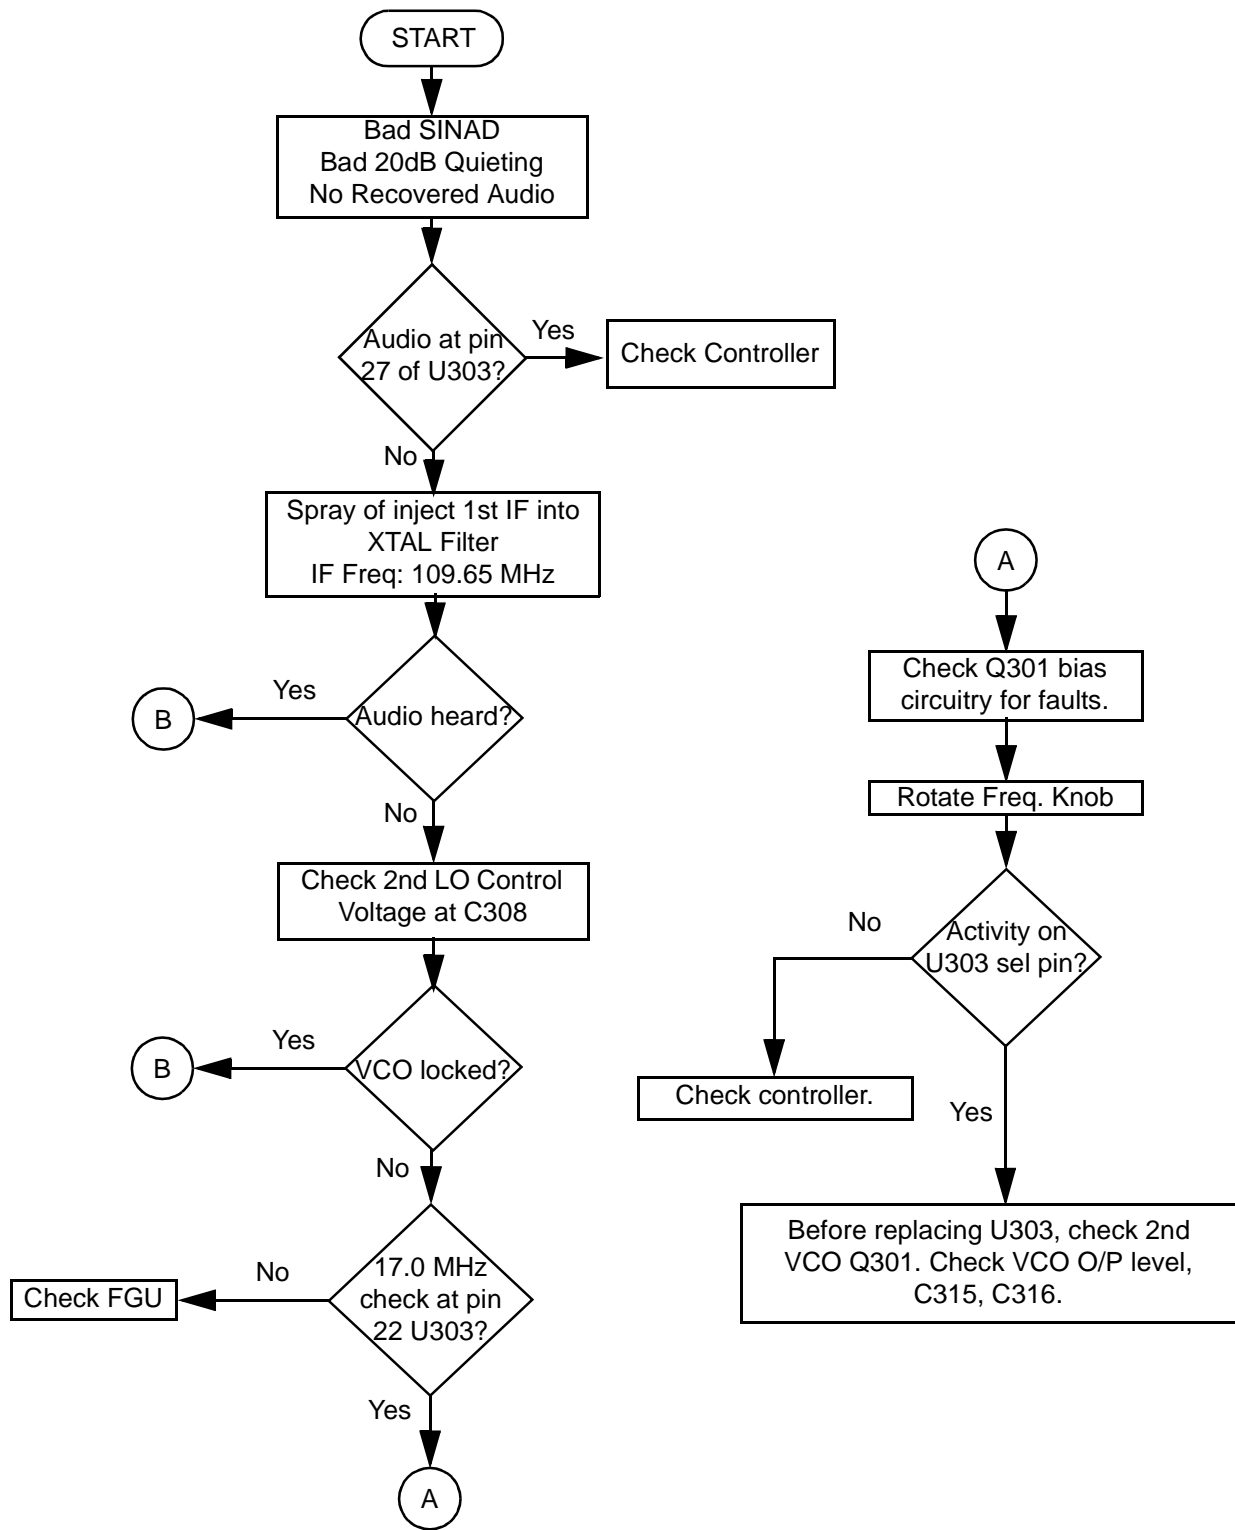 START
Bad SINAD
Bad 20dB Quieting
No Recovered Audio
Audio at pin
27 of U303?
Yes
Check Controller
No
Spray of inject 1st IF into
XTAL Filter
IF Freq: 109.65 MHz
Audio heard?
Yes
B
No
Check 2nd LO Control
Voltage at C308
VCO locked?
Yes
B
No
17.0 MHz
check at pin
22 U303?
No
Check FGU
Yes
A
A
Check Q301 bias
circuitry for faults.
Rotate Freq. Knob
Activity on
U303 sel pin?
No
Check controller.
Yes
Before replacing U303, check 2nd
VCO Q301. Check VCO O/P level,
C315, C316.